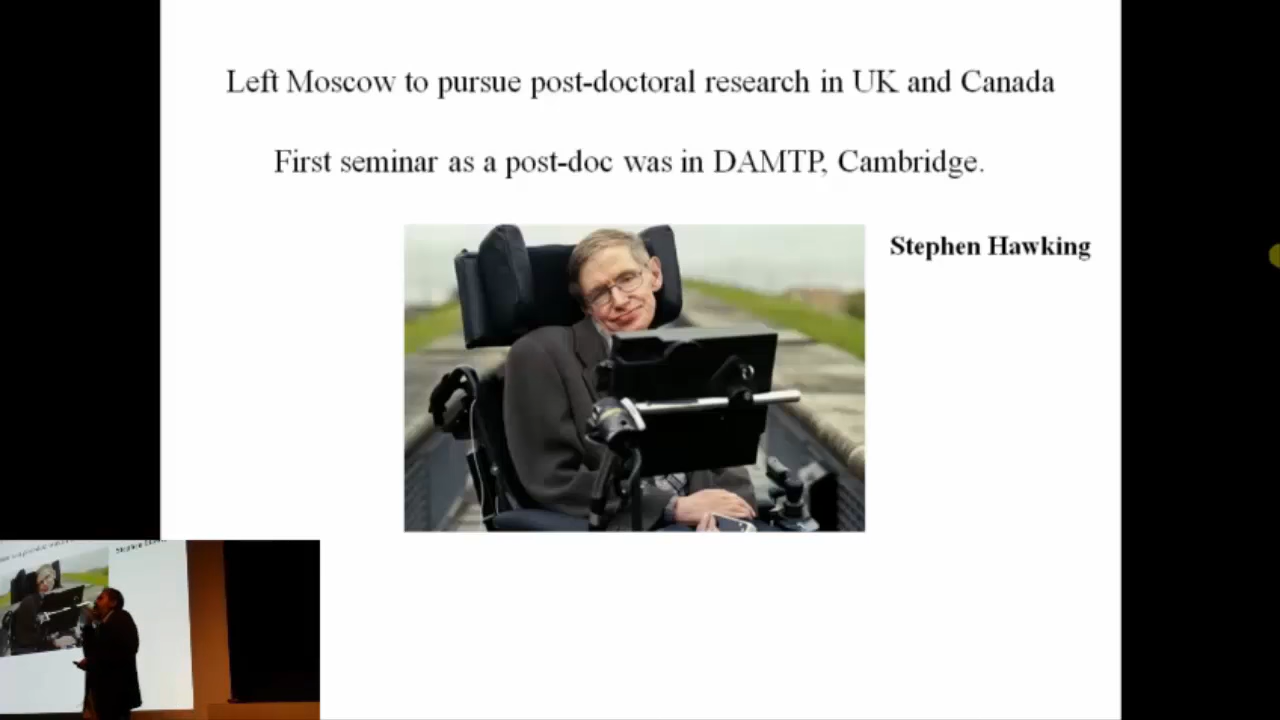 Left Moscow to pursue post-doctoral research in UK and Canada
First seminar as a post-doc was in DAMTP, Cambridge.
Stephen Hawking